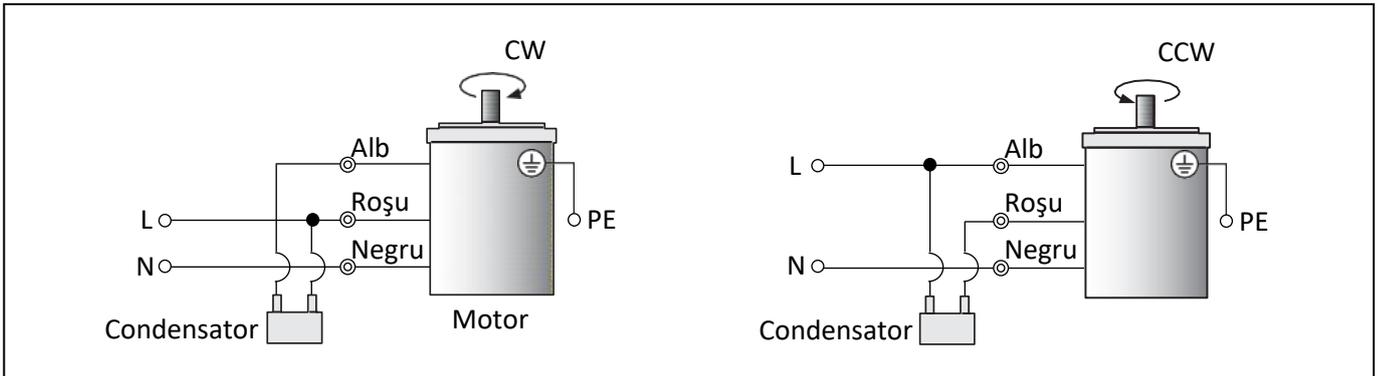 CW
Alb
Roşu
L
PE
Negru
N
Condensator
Motor
CCW
Alb
L
Roşu
PE
Negru
N
Condensator